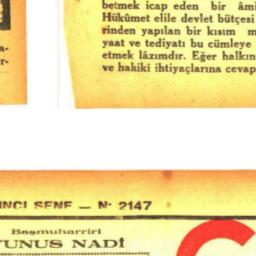 betmek icap eden bir âmi
Hükûmet elile devlet bütçesi
rinden yapılan bir kısım m
yaat ve tediyatı bu cümleye
etmek lâzımdır. Eğer halkın
ve hakikî ihtiyaçlarına cevap
a-
r-
INCI SENE — N: 2147
Başmuharriri
YUNUS NADİ
C